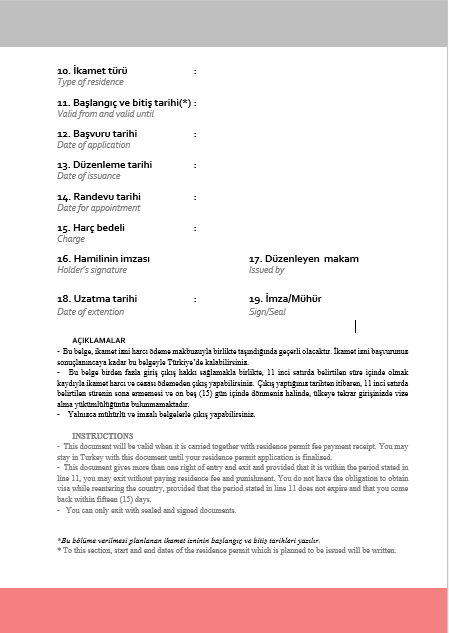 10. İkamet türü :
Type of residence
11. Başlangıç ve bitiş tarihi(*) :
Valid from and valid until
12. Başvuru tarihi :
Date of application
13. Düzenleme tarihi :
Date of issuance
14. Randevu tarihi :
Date for appointment
15. Harç bedeli :
Charge
16. Hamilinin imzası 17. Düzenleyen makam
Holder's signature Issued by
18. Uzatma tarihi : 19. İmza/Mühür
Date of extention Sign/Seal
AÇIKLAMALAR
- Bu belge, ikamet izni harcı ödeme makbuzuyla birlikte taşındığında geçerli olacaktır. İkamet izni başvurunuz
sonuçlanıncaya kadar bu belgeyle Türkiye'de kalabilirsiniz.
- Bu belge birden fazla giriş çıkış hakkı sağlamakla birlikte, 11 inci satırda belirtilen süre içinde olmak
kaydıyla ikamet harcı ve cezası ödemeden çıkış yapabilirsiniz. Çıkış yaptığınız tarihten itibaren, 11 inci satırda
belirtilen sürenin sona ermemesi ve on beş (15) gün içinde dönmeniz halinde, ülkeye tekrar girişinizde vize
alma yükümlülüğünüz bulunmamaktadır.
- Yalnızca mühürlü ve imzalı belgelerle çıkış yapabilirsiniz.
INSTRUCTIONS
- This document will be valid when it is carried together with residence permit fee payment receipt. You may
stay in Turkey with this document until your residence permit application is finalised.
- This document gives more than one right of entry and exit and provided that it is within the period stated in
line 11, you may exit without paying residence fee and punishment. You do not have the obligation to obtain
visa while reentering the country, provided that the period stated in line 11 does not expire and that you come
back within fifteen (15) days.
- You can only exit with sealed and signed documents.
*Bu bölüme verilmesi planlanan ikamet izninin başlangıç ve bitiş tarihleri yazılır.
* To this section, start and end dates of the residence permit which is planned to be issued will be written.